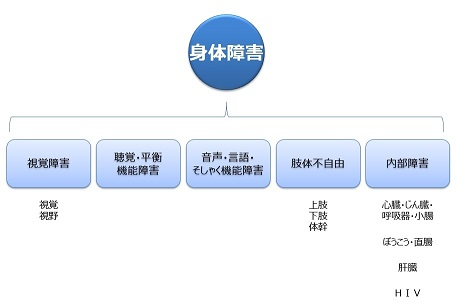 身体障害
視覚障害
聴覚・平衡
機能障害
音声・言語・
そしゃく機能障害
肢体不自由
内部障害
視覚
視野
上肢
下肢
体幹
心臓・じん臓・
呼吸器・小腸
ぼうこう・直腸
肝臓
ＨＩＶ